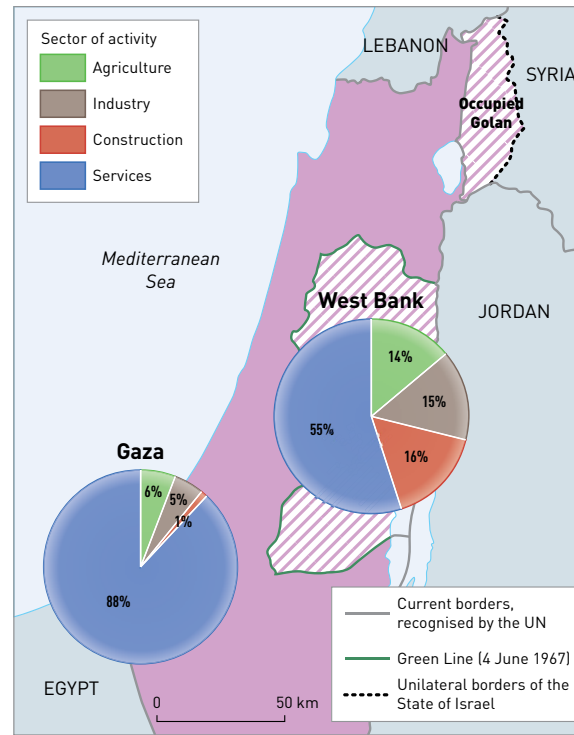 Sector of activity
Agriculture
Industry
Construction
Services
LEBANON
SYRIA
Occupied
Golan
Mediterranean
Sea
West Bank
JORDAN
14%
15%
55%
16%
Gaza
6%
5%
1%
88%
EGYPT
0
50 km
Current borders,
recognised by the UN
Green Line (4 June 1967)
Unilateral borders of the
State of Israel